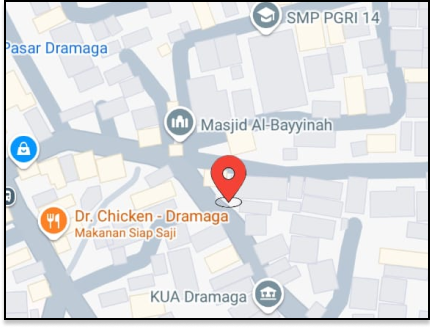 SMP PGRI 14
Pasar Dramaga
Masjid Al-Bayyinah
Dr. Chicken - Dramaga
Makanan Siap Saji
KUA Dramaga